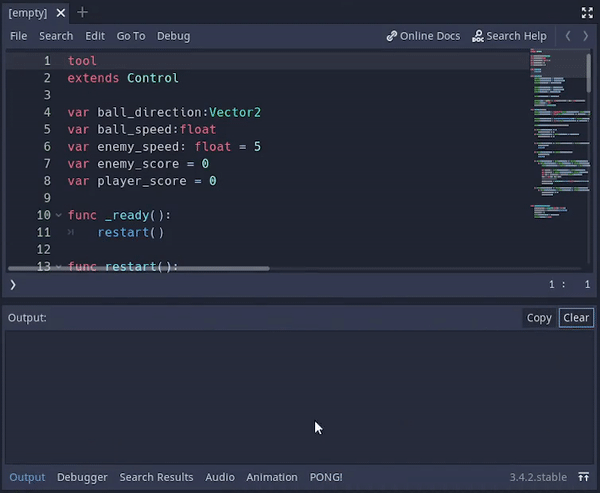 [empty]
File Search Edit Go To Debug Online Docs Search Help
1 tool
2 extends Control
3
4 var ball_direction:Vector2
5 var ball_speed:float
6 var enemy_speed: float = 5
7 var enemy_score = 0
8 var player_score = 0
9
10 func _ready():
11 restart()
12
13 func restart():
1 : 1
Output: Copy Clear
Output Debugger Search Results Audio Animation PONG! 3.4.2.stable